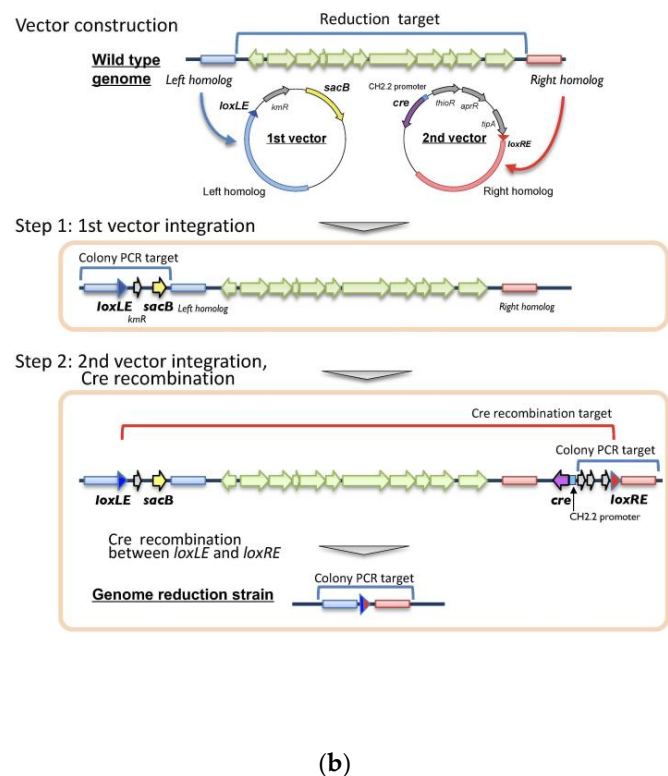 Vector construction
Reduction target
Wild type
genome
Left homolog
Right homolog
loxLE
kmR
sacB
1st vector
Left homolog
CH2.2 promoter
cre
thioR
aprR
tipA
loxRE
2nd vector
Right homolog
Step 1: 1st vector integration
Colony PCR target
loxLE
kmR
sacB
Left homolog
Right homolog
Step 2: 2nd vector integration,
Cre recombination
Cre recombination target
Colony PCR target
loxLE
sacB
cre
loxRE
CH2.2 promoter
Cre recombination
between loxLE and loxRE
Colony PCR target
Genome reduction strain
(b)